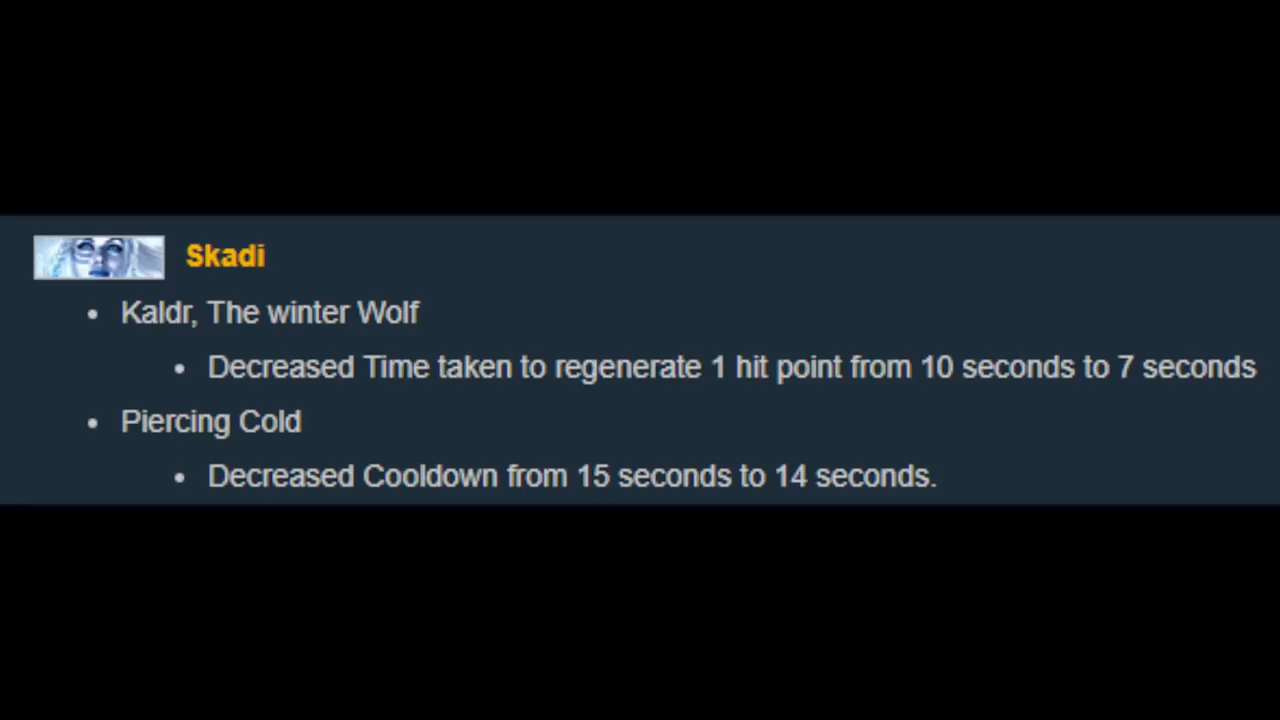 Skadi
Kaldr, The winter Wolf
Decreased Time taken to regenerate 1 hit point from 10 seconds to 7 seconds
Piercing Cold
Decreased Cooldown from 15 seconds to 14 seconds.